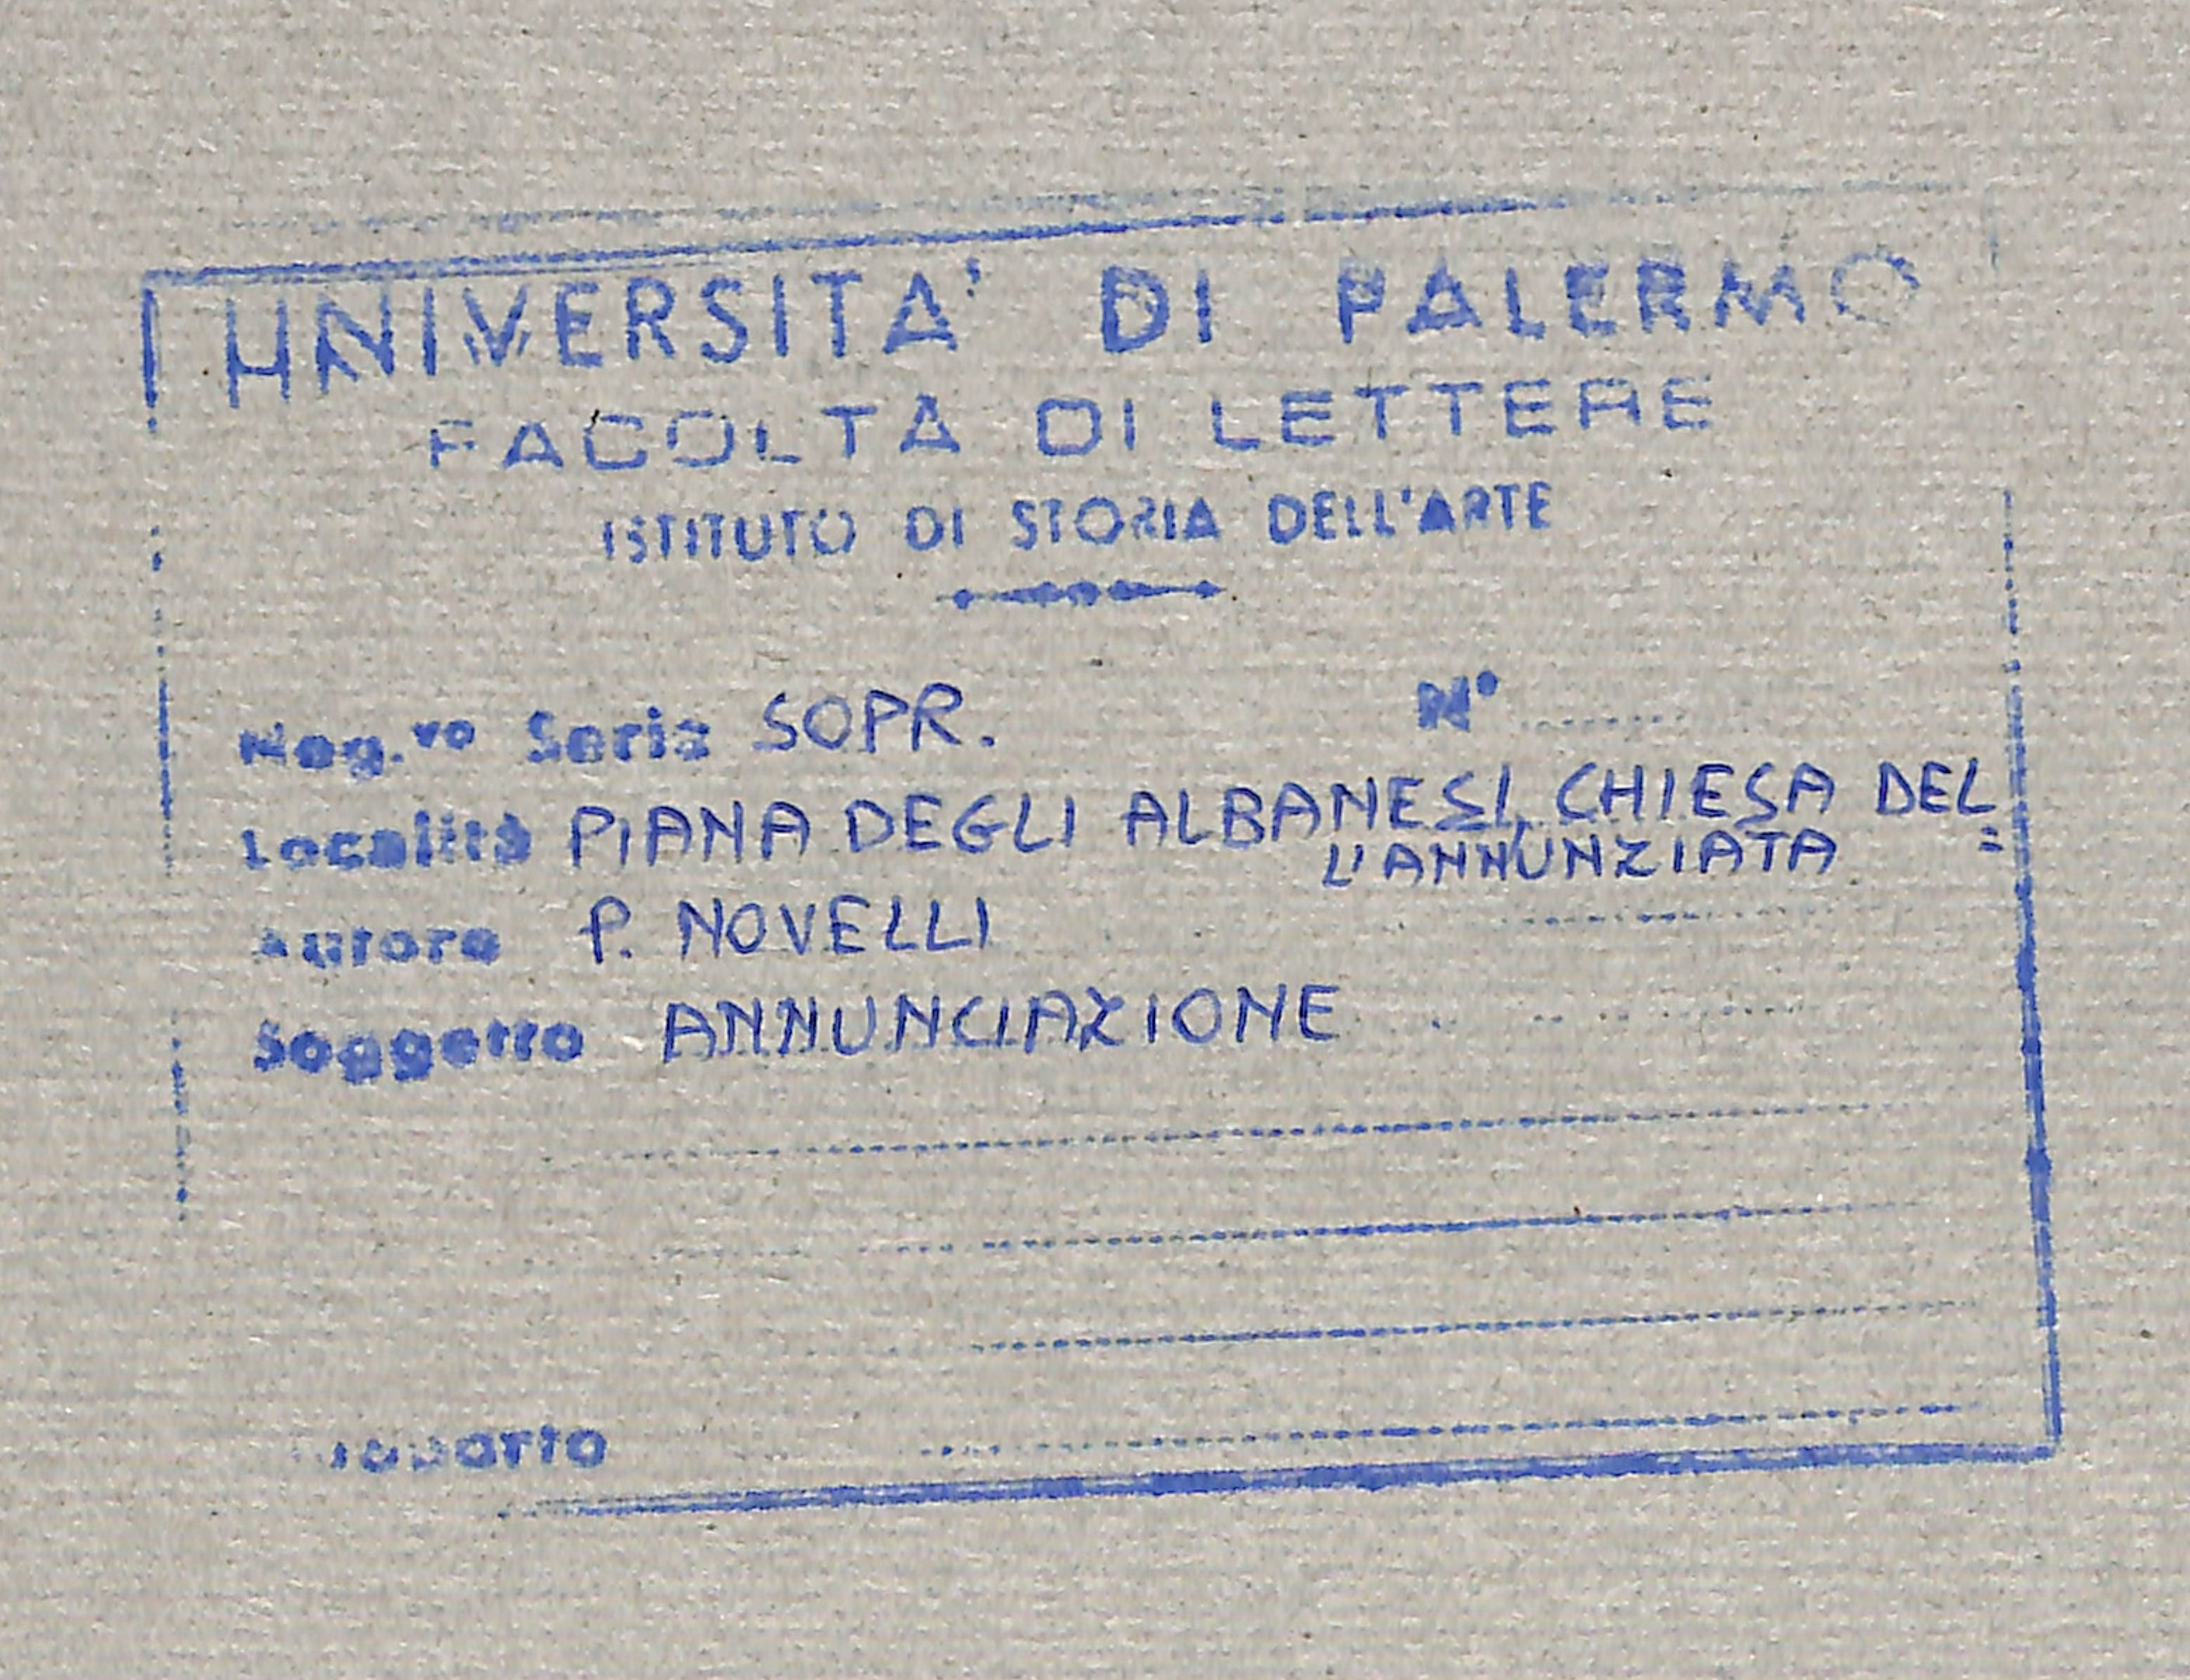 UNIVERSITA' DI PALERMO
FACOLTA DI LETTERE
ISTITUTO DI STORIA DELL'ARTE
Neg.vo Serie SOPR. N°
Località PIANA DEGLI ALBANESI, CHIESA DEL=
L'ANNUNZIATA
Autore P. NOVELLI
Soggetto ANNUNCIAZIONE